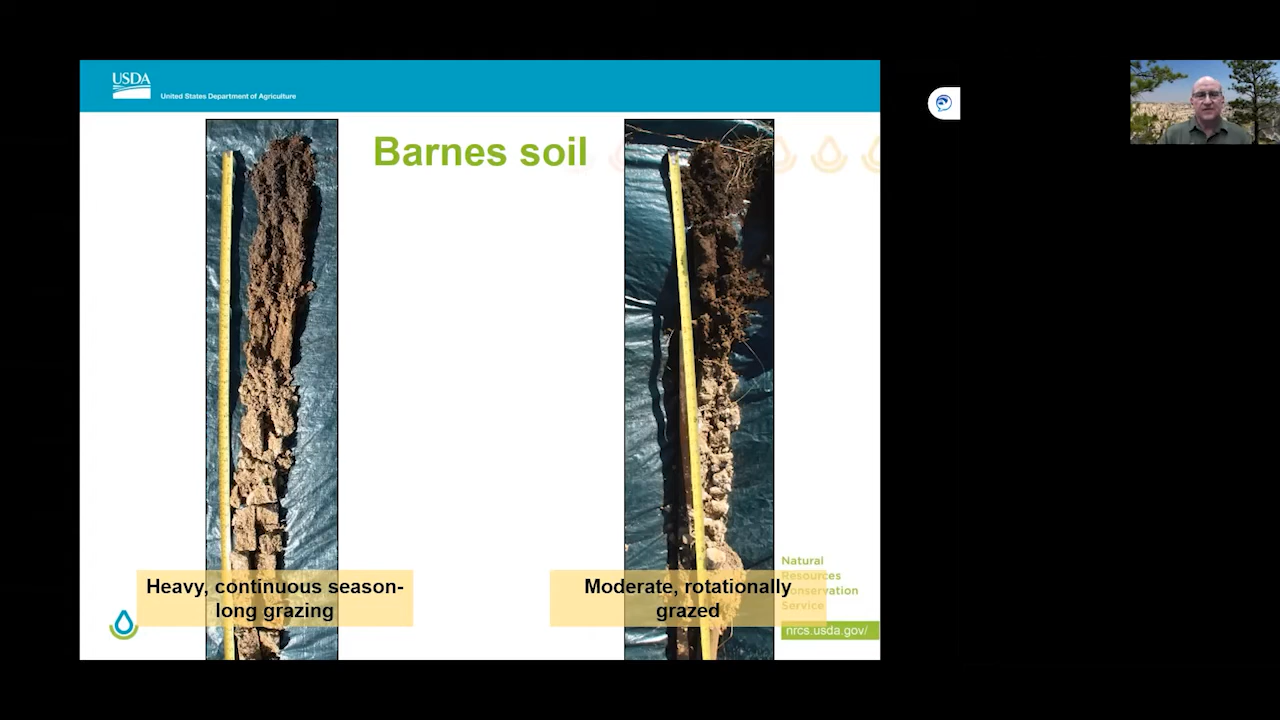 USDA
United States Department of Agriculture
Barnes soil
Heavy, continuous season-
long grazing
Moderate, rotationally
grazed
Natural
Resources
Conservation
Service
nrcs.usda.gov/